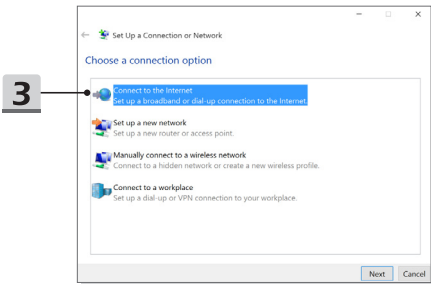 Set Up a Connection or Network
Choose a connection option
3
Connect to the Internet
Set up a broadband or dial-up connection to the Internet.
Set up a new network
Set up a new router or access point.
Manually connect to a wireless network
Connect to a hidden network or create a new wireless profile.
Connect to a workplace
Set up a dial-up or VPN connection to your workplace.
Next Cancel